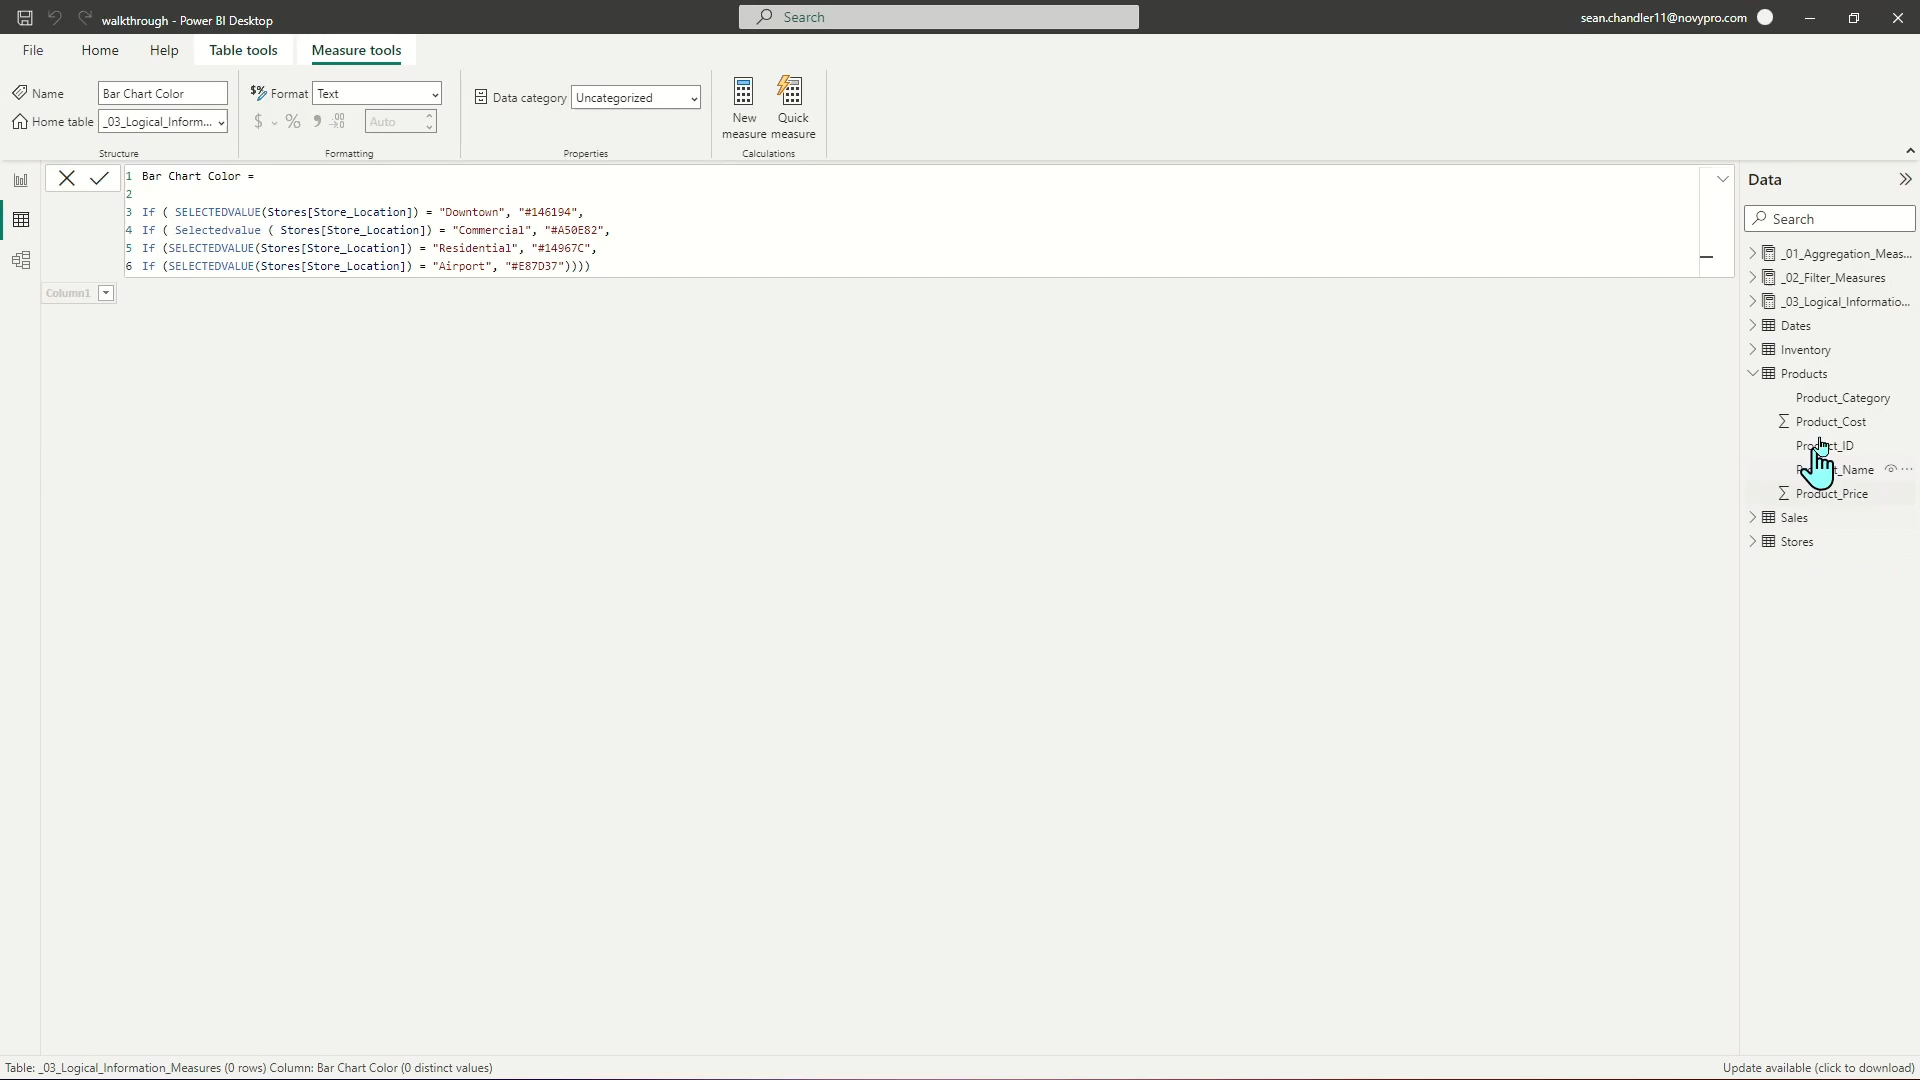 walkthrough - Power BI Desktop
Search
sean.chandler11@novypro.com
File
Home
Help
Table tools
Measure tools
Name
Bar Chart Color
Home table
_03_Logical_Inform...
Structure
Format
Text
$ % 9 .00
Auto
Formatting
Data category
Uncategorized
Properties
New measure
Quick measure
Calculations
1 Bar Chart Color =
2
3 If ( SELECTEDVALUE(Stores[Store_Location]) = "Downtown", "#146194",
4 If ( Selectedvalue ( Stores[Store_Location]) = "Commercial", "#A50E82",
5 If (SELECTEDVALUE(Stores[Store_Location]) = "Residential", "#14967C",
6 If (SELECTEDVALUE(Stores[Store_Location]) = "Airport", "#E87D37"))))
Column1
Data
Search
_01_Aggregation_Meas...
_02_Filter_Measures
_03_Logical_Informatio...
Dates
Inventory
Products
Product_Category
Product_Cost
Product_Price
Sales
Stores
Table: _03_Logical_Information_Measures (0 rows) Column: Bar Chart Color (0 distinct values)
Update available (click to download)